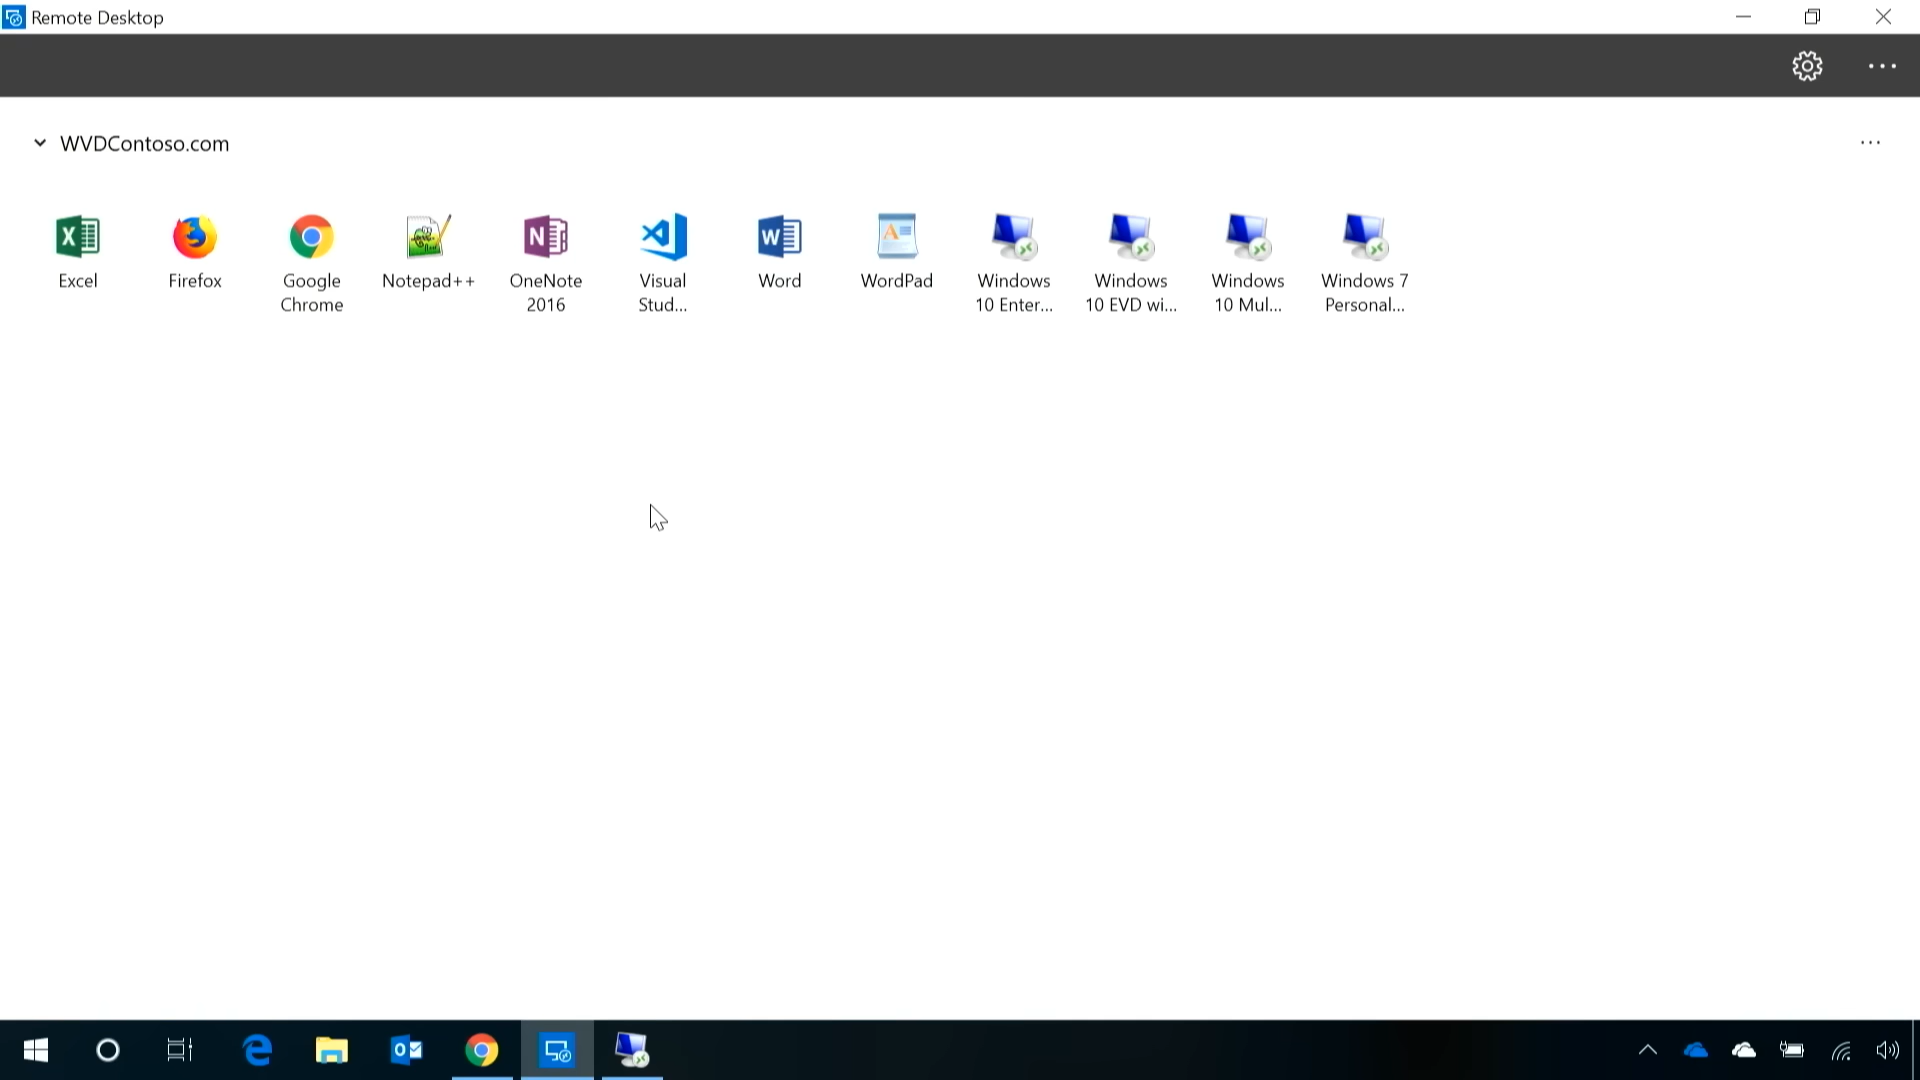 Remote Desktop
WVDContoso.com
Excel
Firefox
Google
Chrome
Notepad++
OneNote
2016
Visual
Stud...
Word
WordPad
Windows
10 Enter...
Windows
10 EVD wi...
Windows
10 Mul...
Windows 7
Personal...